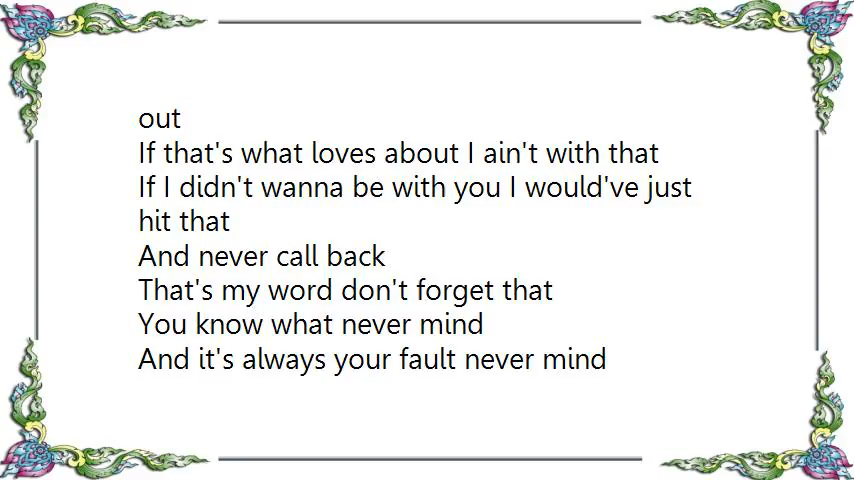 out
If that's what loves about I ain't with that
If I didn't wanna be with you I would've just
hit that
And never call back
That's my word don't forget that
You know what never mind
And it's always your fault never mind